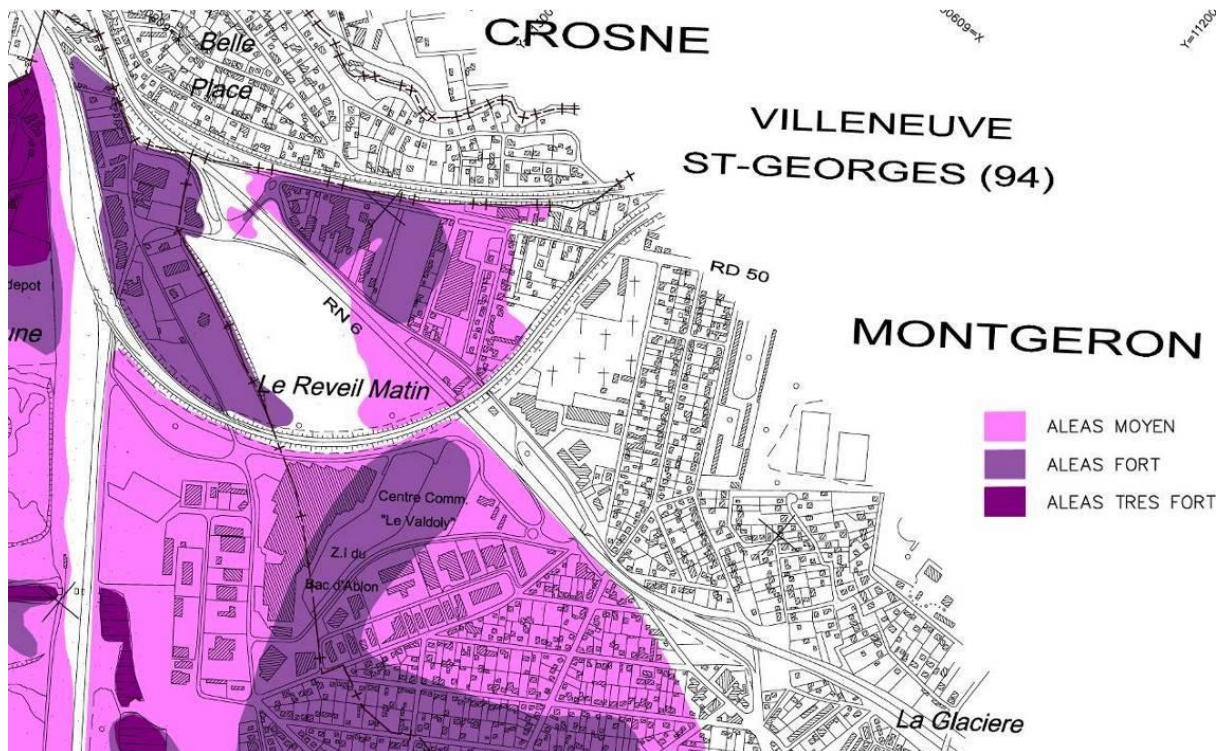 CROSNE
Belle
Place
VILLENEUVE
ST-GEORGES (94)
RD 50
RN 6
MONTGERON
Le Reveil Matin
ALEAS MOYEN
ALEAS FORT
ALEAS TRES FORT
Centre Comm.
"Le Valdoly"
Z.I du
Bac d'Ablon
La Glaciere